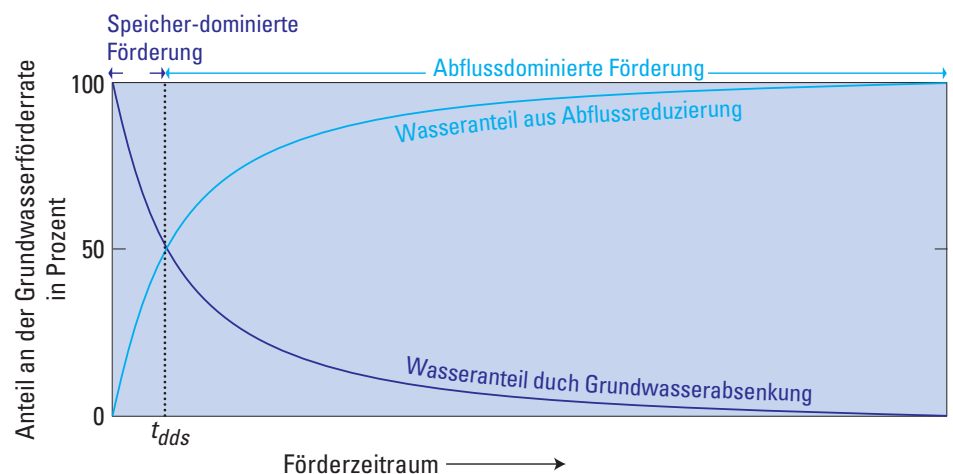 Speicher-dominierte
Förderung
Abflussdominierte Förderung
100
Wasseranteil aus Abflussreduzierung
Anteil an der Grundwasserförderrate
in Prozent
50
Wasseranteil duch Grundwasserabsenkung
0
tdds
Förderzeitraum